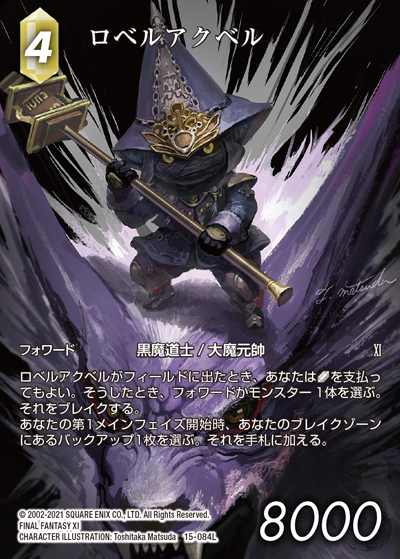 4
ロベルアクベル
T. Matsuda
フォワード 黒魔道士 / 大魔元帥 XI
ロベルアクベルがフィールドに出たとき、あなたは を支払っ
てもよい。そうしたとき、フォワードかモンスター1体を選ぶ。
それをブレイクする。
あなたの第1メインフェイズ開始時、あなたのブレイクゾーン
にあるバックアップ1枚を選ぶ。それを手札に加える。
© 2002-2021 SQUARE ENIX CO., LTD. All Rights Reserved.
FINAL FANTASY XI
CHARACTER ILLUSTRATION: Toshitaka Matsuda 15-084L
8000